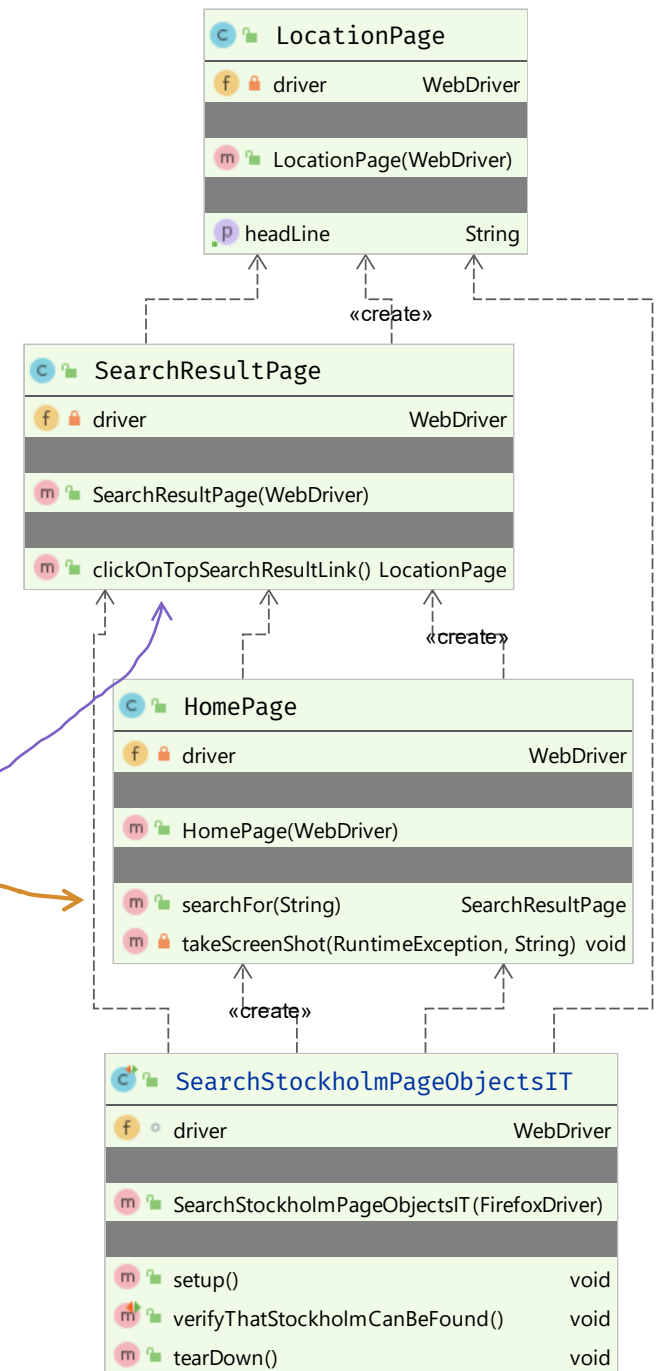 LocationPage
driver WebDriver
LocationPage(WebDriver)
headLine String
«create»
SearchResultPage
driver WebDriver
SearchResultPage(WebDriver)
clickOnTopSearchResultLink() LocationPage
«create»
HomePage
driver WebDriver
HomePage(WebDriver)
searchFor(String) SearchResultPage
takeScreenShot(RuntimeException, String) void
«create»
SearchStockholmPageObjectsIT
driver WebDriver
SearchStockholmPageObjectsIT(FirefoxDriver)
setup() void
verifyThatStockholmCanBeFound() void
tearDown() void